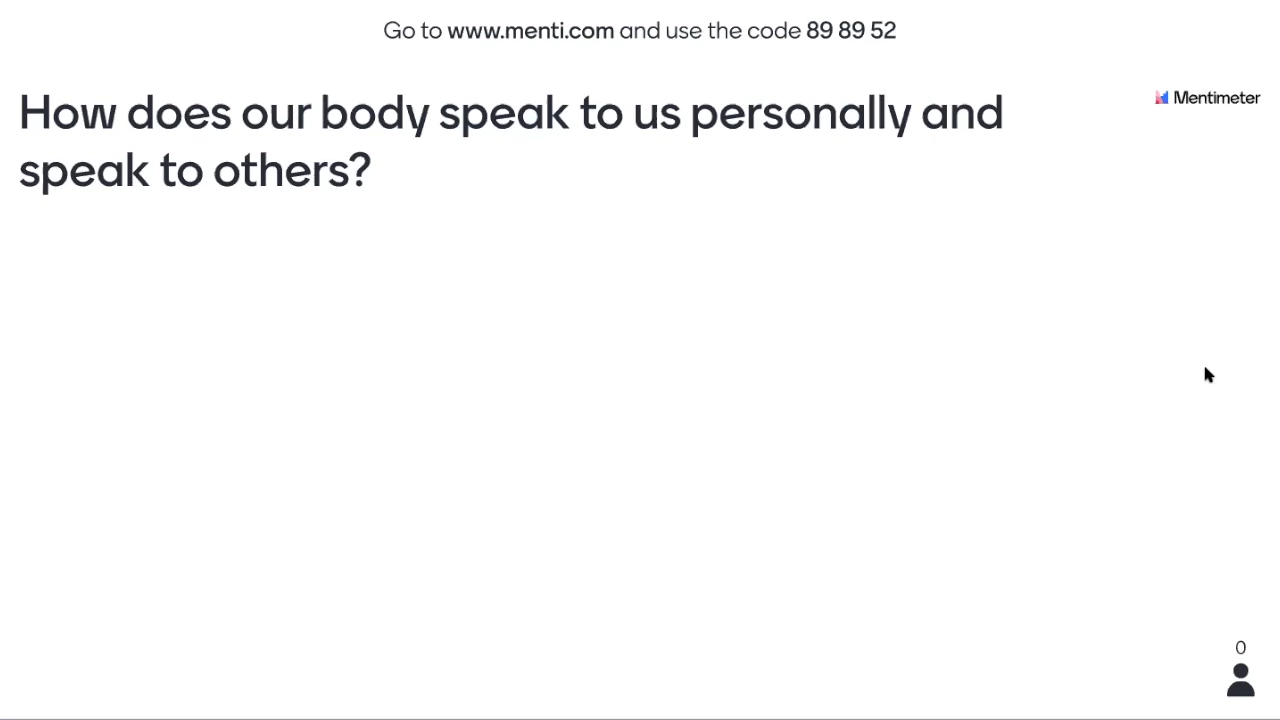 Go to www.menti.com and use the code 89 89 52
How does our body speak to us personally and
speak to others?
Mentimeter
0